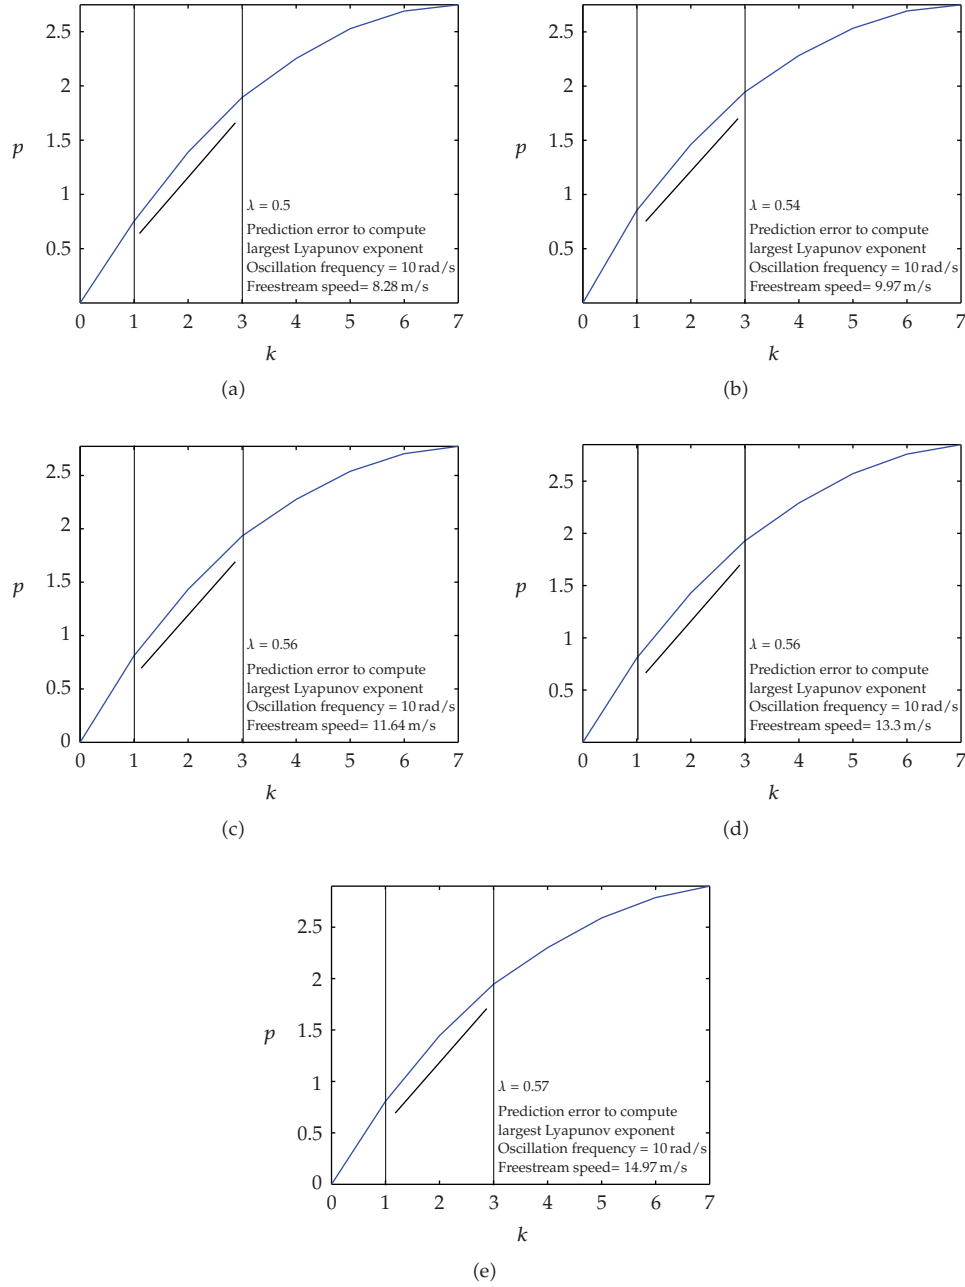 2.5
2
1.5
p
1
0.5
λ = 0.5
Prediction error to compute
largest Lyapunov exponent
Oscillation frequency = 10 rad/s
Freestream speed= 8.28 m/s
0 1 2 3 4 5 6 7
k
(a)
2.5
2
1.5
p
1
0.5
λ = 0.54
Prediction error to compute
largest Lyapunov exponent
Oscillation frequency = 10 rad/s
Freestream speed= 9.97 m/s
0 1 2 3 4 5 6 7
k
(b)
2.5
2
p
1.5
1
0.5
0
λ = 0.56
Prediction error to compute
largest Lyapunov exponent
Oscillation frequency = 10 rad/s
Freestream speed= 11.64 m/s
0 1 2 3 4 5 6 7
k
(c)
2.5
2
p
1.5
1
0.5
λ = 0.56
Prediction error to compute
largest Lyapunov exponent
Oscillation frequency = 10 rad/s
Freestream speed= 13.3 m/s
0 1 2 3 4 5 6 7
k
(d)
2.5
2
p
1.5
1
0.5
0
λ = 0.57
Prediction error to compute
largest Lyapunov exponent
Oscillation frequency = 10 rad/s
Freestream speed= 14.97 m/s
0 1 2 3 4 5 6 7
k
(e)